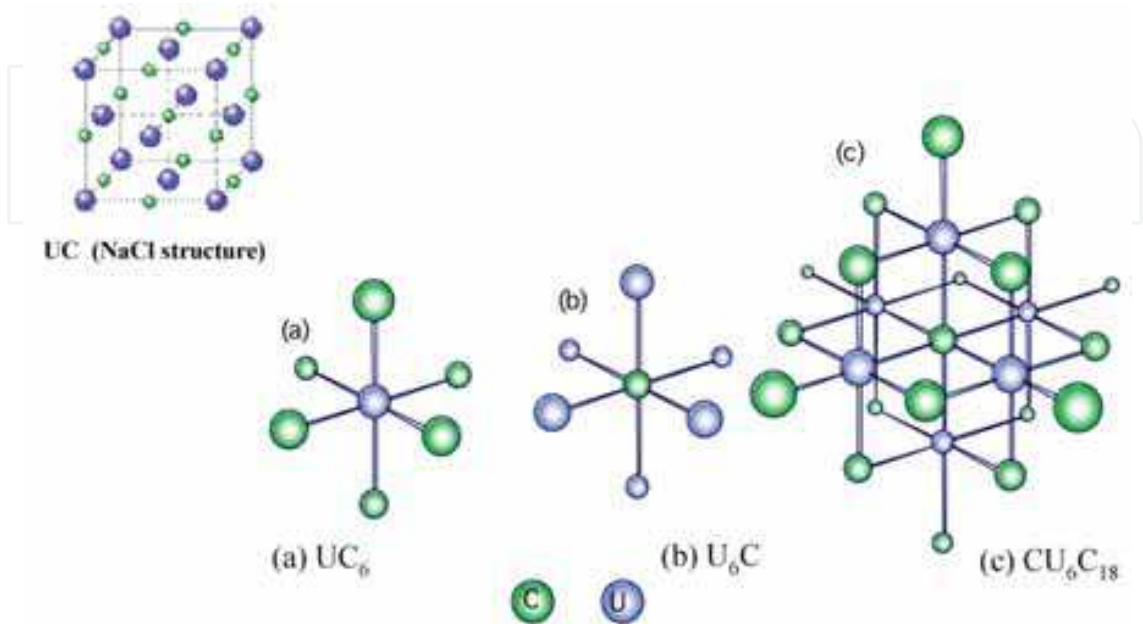 UC (NaCl structure)
(a)
(b)
(c)
(a) UC₆
(b) U₆C
(c) CU₆C₁₈
C
U